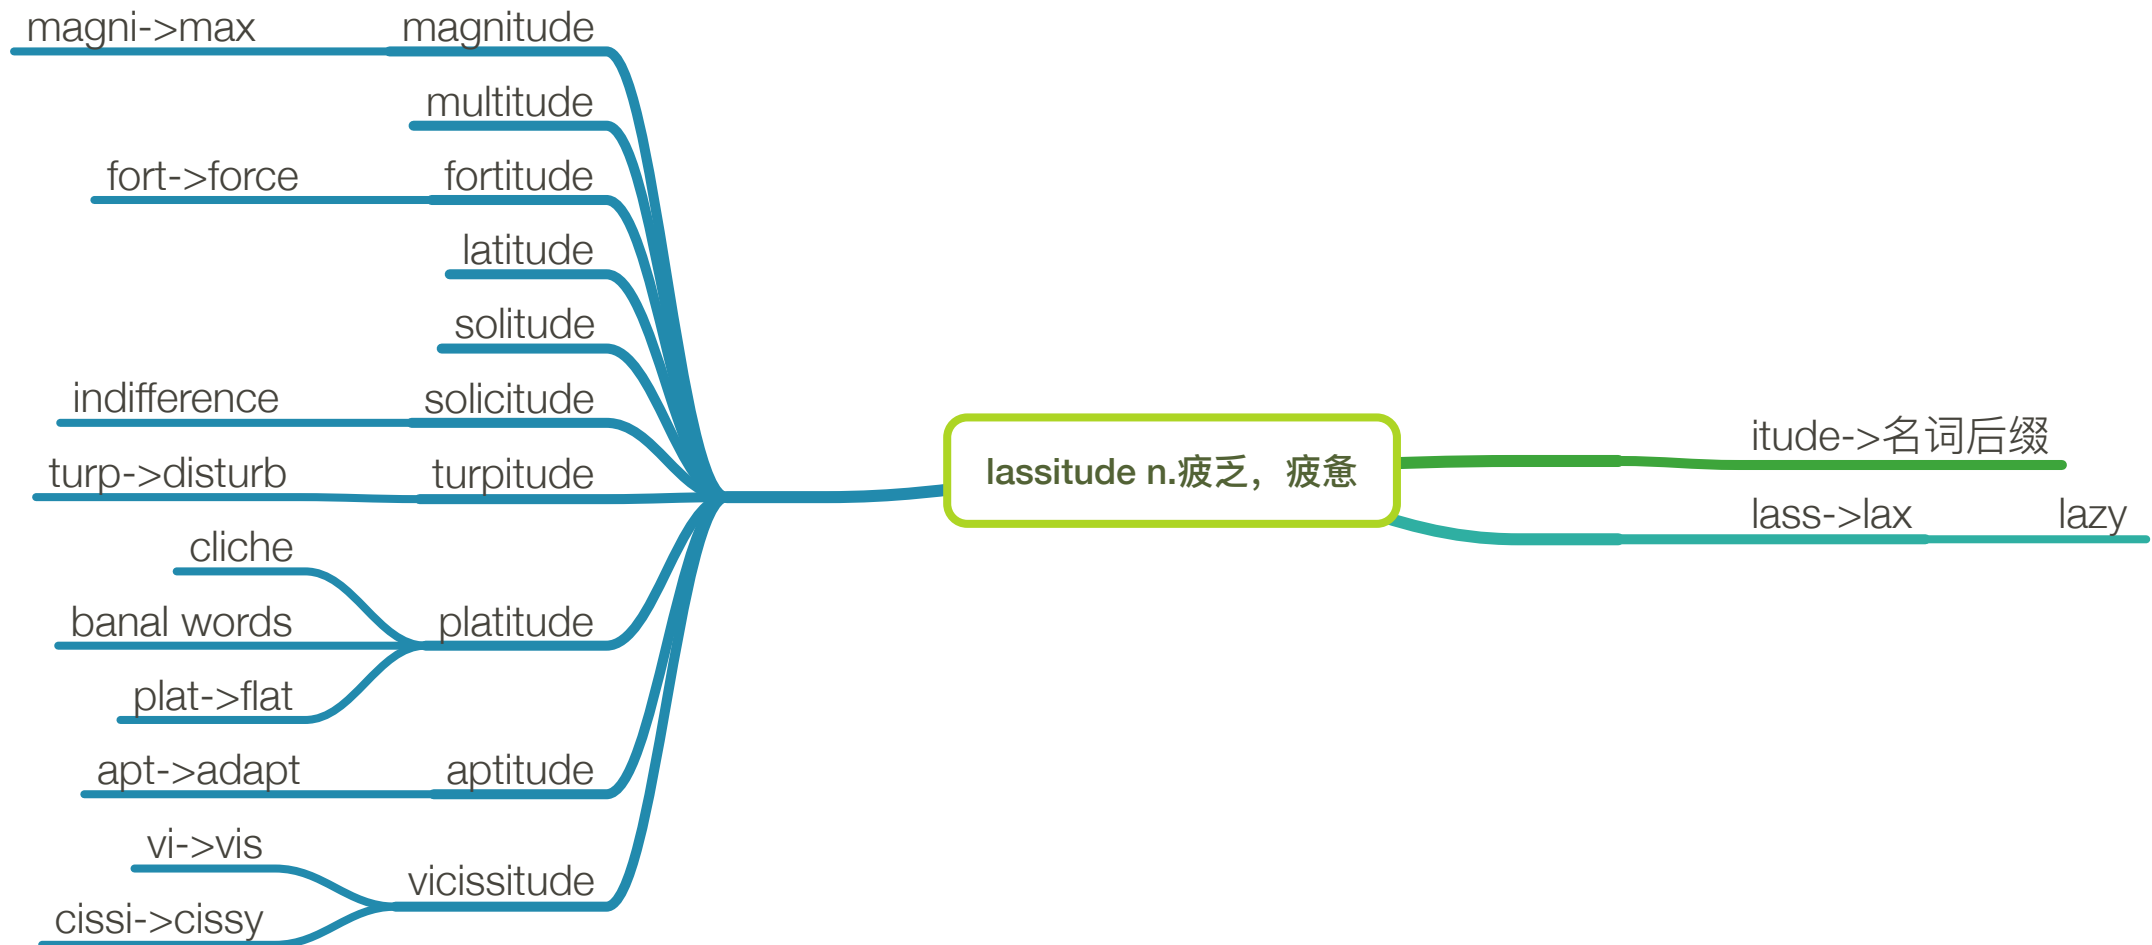 magni->max
magnitude
multitude
fort->force
fortitude
latitude
solitude
indifference
solicitude
turp->disturb
turpitude
cliche
banal words
plat->flat
platitude
apt->adapt
aptitude
vi->vis
cissi->cissy
vicissitude
lassitude n.疲乏，疲惫
itude->名词后缀
lass->lax
lazy